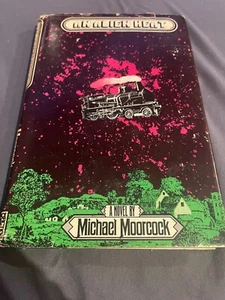 AN ALIEN HEAT
A NOVEL BY
Michael Moorcock